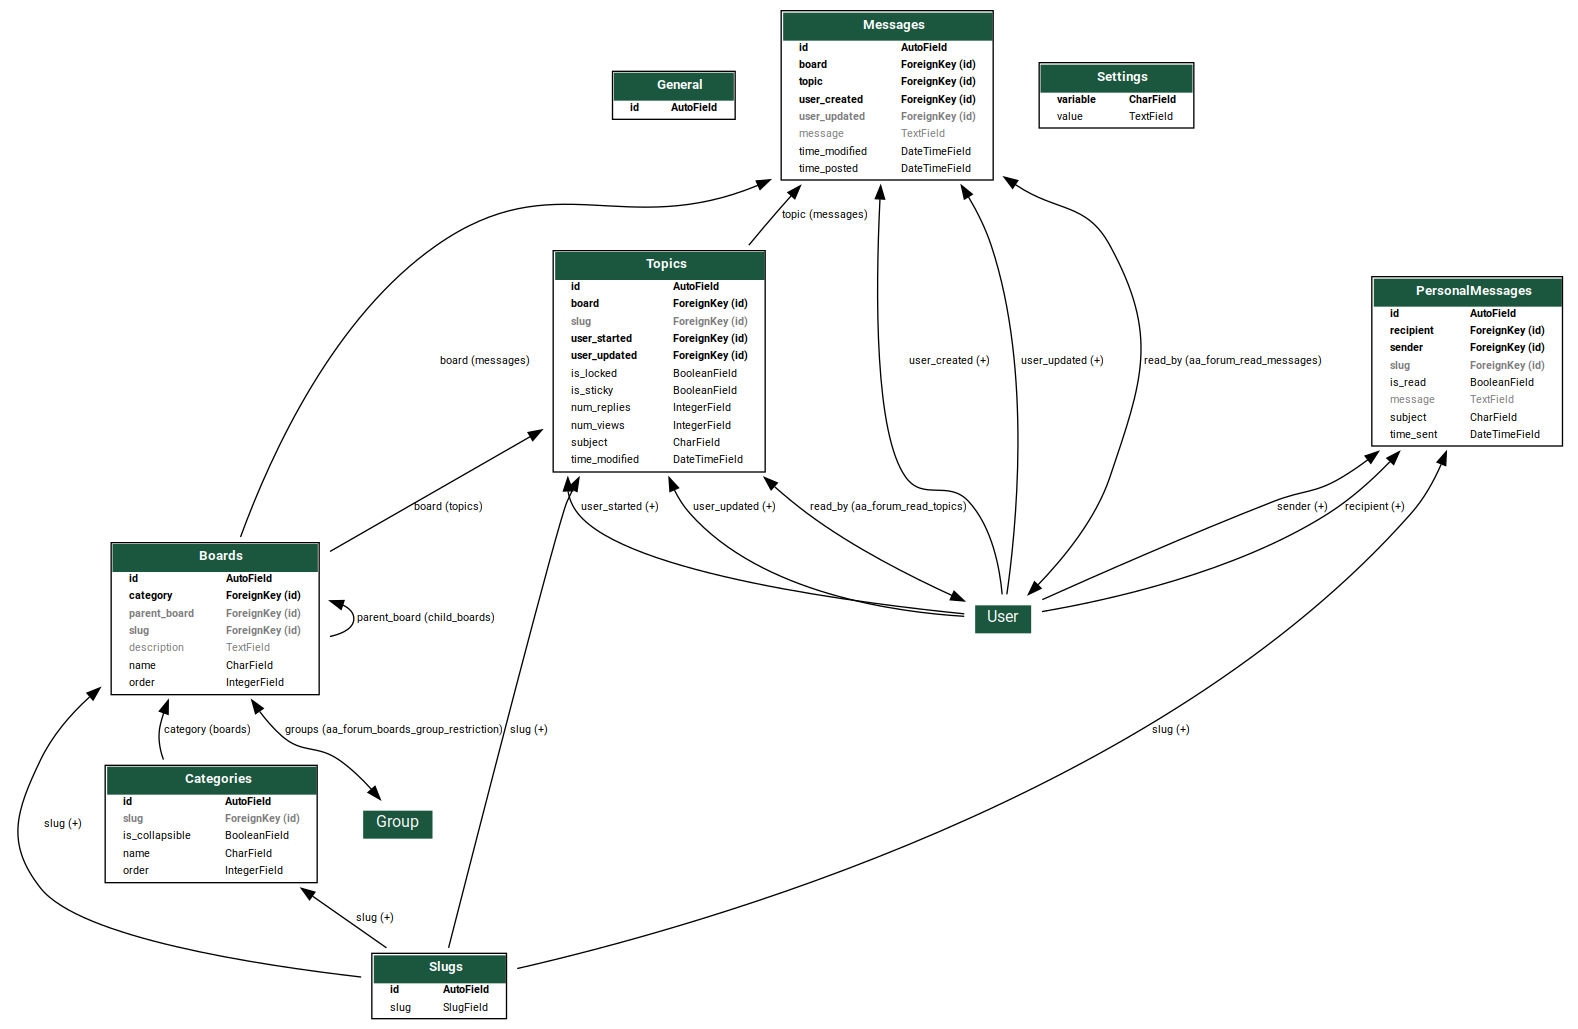 Messages
id AutoField
board ForeignKey (id)
topic ForeignKey (id)
user_created ForeignKey (id)
user_updated ForeignKey (id)
message TextField
time_modified DateTimeField
time_posted DateTimeField
General
id AutoField
Settings
variable CharField
value TextField
topic (messages)
Topics
id AutoField
board ForeignKey (id)
slug ForeignKey (id)
user_started ForeignKey (id)
user_updated ForeignKey (id)
is_locked BooleanField
is_sticky BooleanField
num_replies IntegerField
num_views IntegerField
subject CharField
time_modified DateTimeField
PersonalMessages
id AutoField
recipient ForeignKey (id)
sender ForeignKey (id)
slug ForeignKey (id)
is_read BooleanField
message TextField
subject CharField
time_sent DateTimeField
board (messages)
user_created (+)
user_updated (+)
read_by (aa_forum_read_messages)
board (topics)
user_started (+)
user_updated (+)
read_by (aa_forum_read_topics)
sender (+)
recipient (+)
Boards
id AutoField
category ForeignKey (id)
parent_board ForeignKey (id)
slug ForeignKey (id)
description TextField
name CharField
order IntegerField
parent_board (child_boards)
User
category (boards)
groups (aa_forum_boards_group_restriction)
slug (+)
slug (+)
Categories
id AutoField
slug ForeignKey (id)
is_collapsible BooleanField
name CharField
order IntegerField
Group
slug (+)
slug (+)
Slugs
id AutoField
slug SlugField